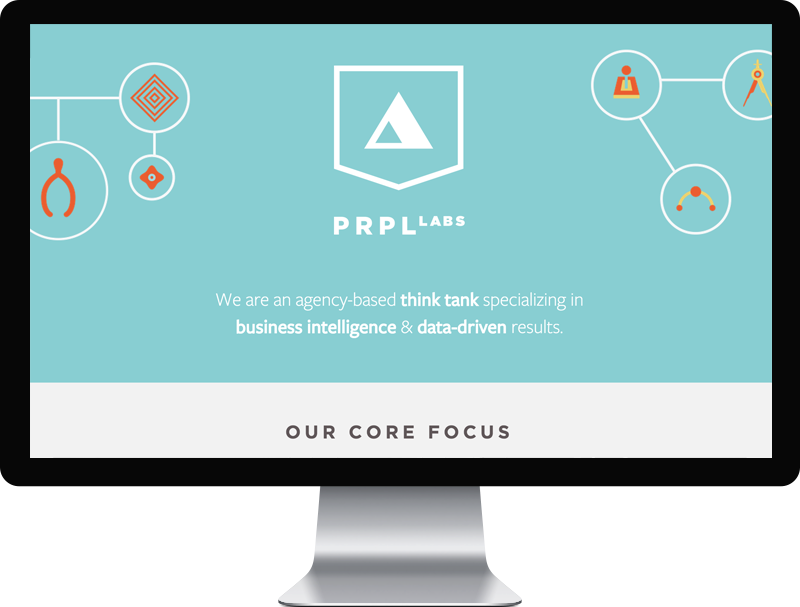 PRPL LABS
We are an agency-based think tank specializing in
business intelligence & data-driven results.
OUR CORE FOCUS